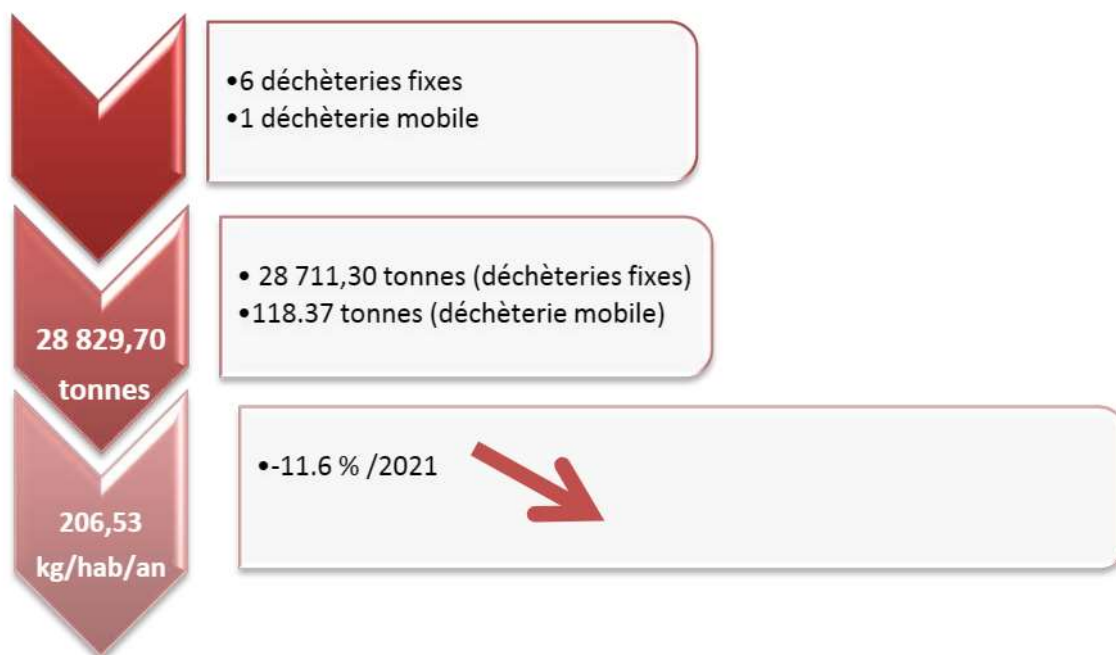 •6 déchèteries fixes
•1 déchèterie mobile
28 829,70
tonnes
• 28 711,30 tonnes (déchèteries fixes)
•118.37 tonnes (déchèterie mobile)
206,53
kg/hab/an
•-11.6 % /2021